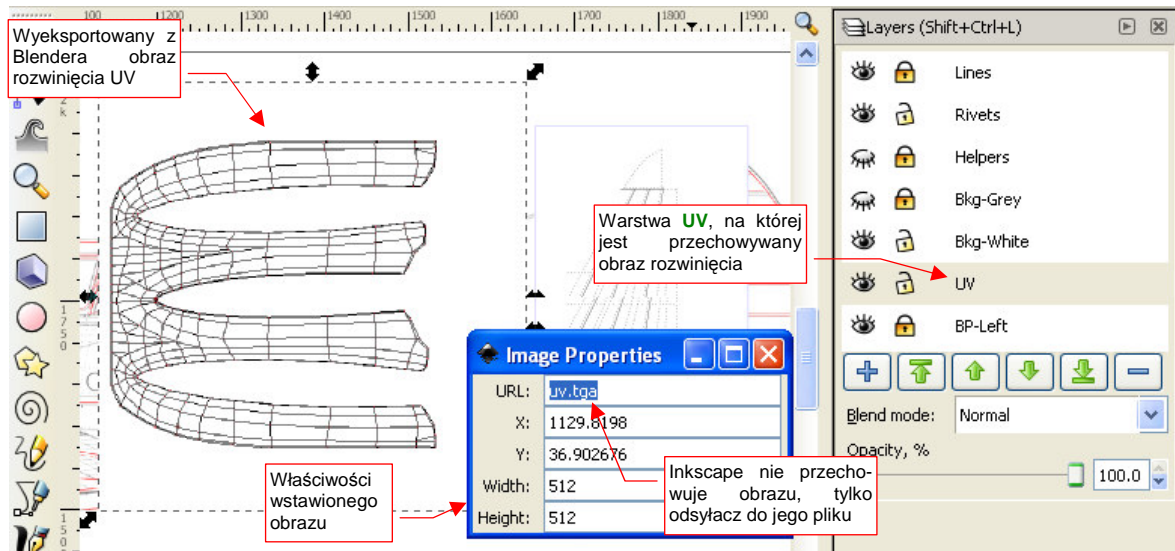 100
1200
1300
1400
1500
1600
1700
1800
1900
Wyeksportowany z
Blendera obraz
rozwinięcia UV
Layers (Shift+Ctrl+L)
Lines
Rivets
Helpers
Bkg-Grey
Bkg-White
UV
BP-Left
Warstwa UV, na której
jest przechowywany
obraz rozwinięcia
Image Properties
URL: uv.tga
X: 1129.8198
Y: 36.902676
Width: 512
Height: 512
Blend mode: Normal
Opacity, %
100.0
Właściwości
wstawionego
obrazu
Inkscape nie przecho-
wuje obrazu, tylko
odsyłacz do jego pliku
1750